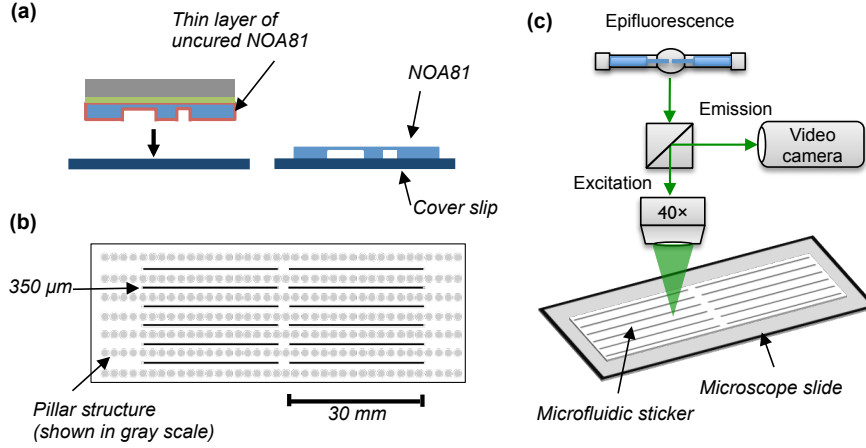 (a)
Thin layer of
uncured NOA81
NOA81
Cover slip
(b)
350 µm
Pillar structure
(shown in gray scale)
30 mm
(c)
Epifluorescence
Emission
Video
camera
Excitation
40×
Microscope slide
Microfluidic sticker